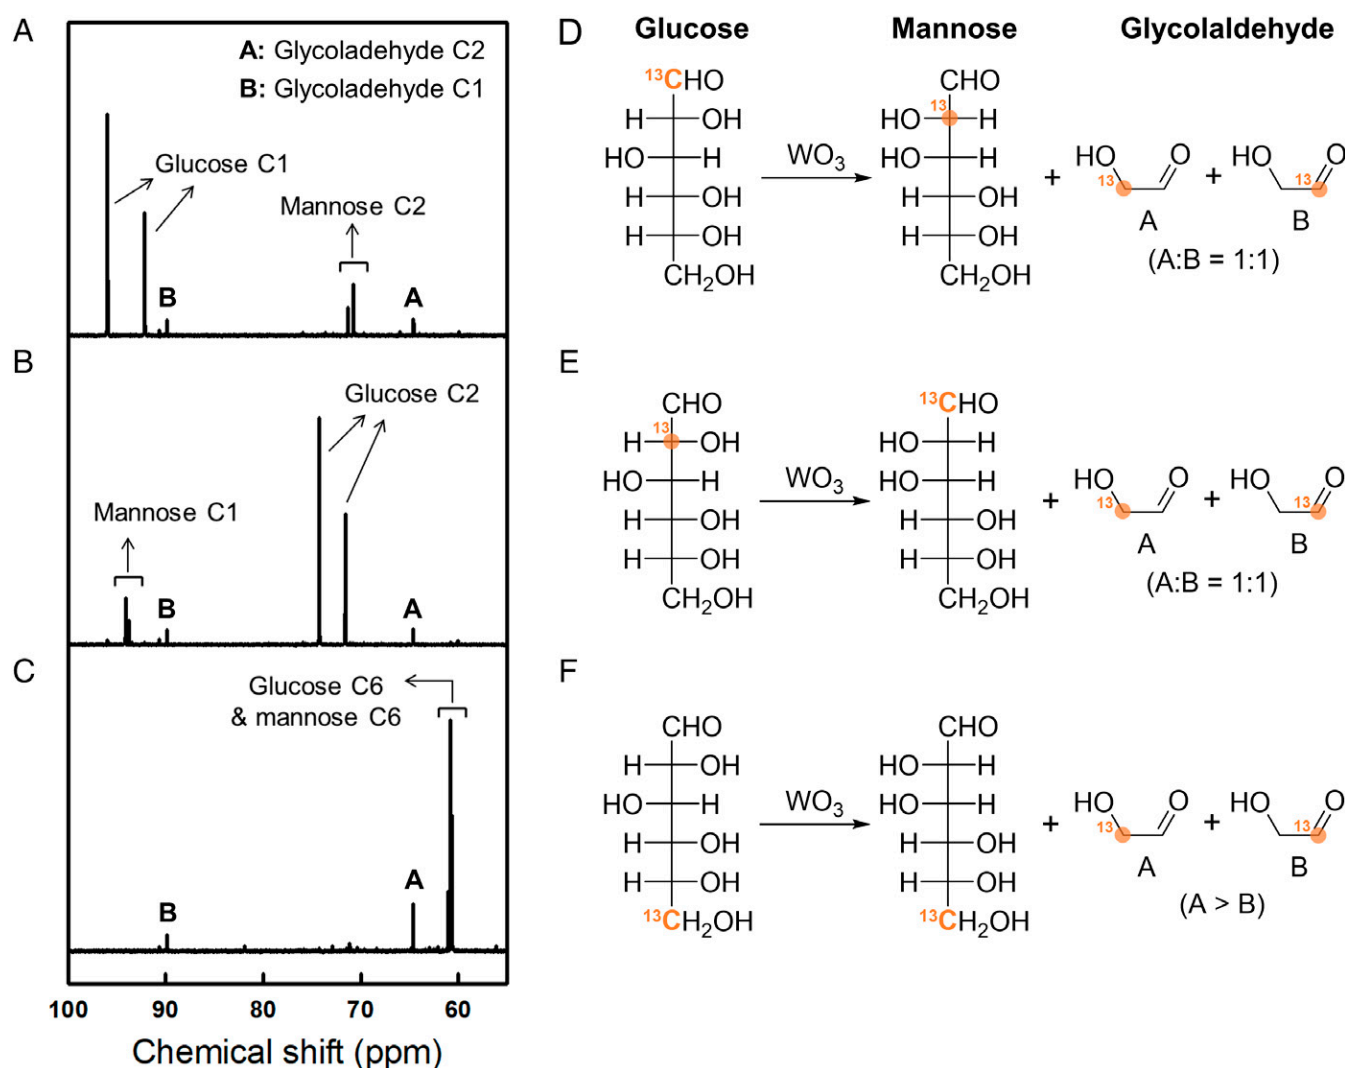 A
A: Glycoladehyde C2
B: Glycoladehyde C1
Glucose C1
Mannose C2
B
A
B
Glucose C2
Mannose C1
B
A
C
Glucose C6
& mannose C6
A
B
100 90 80 70 60
Chemical shift (ppm)
D Glucose Mannose Glycolaldehyde
13CHO CHO
H OH HO 13 H
HO H WO3 HO H + HO O + HO O
13 13
H OH H OH A B
H OH H OH (A:B = 1:1)
CH2OH CH2OH
E
CHO 13CHO
H 13 OH HO H
HO H WO3 HO H + HO O + HO O
13 13
H OH H OH A B
H OH H OH (A:B = 1:1)
CH2OH CH2OH
F
CHO CHO
H OH HO H
HO H WO3 HO H + HO O + HO O
13 13
H OH H OH A B
H OH H OH (A > B)
13CH2OH 13CH2OH